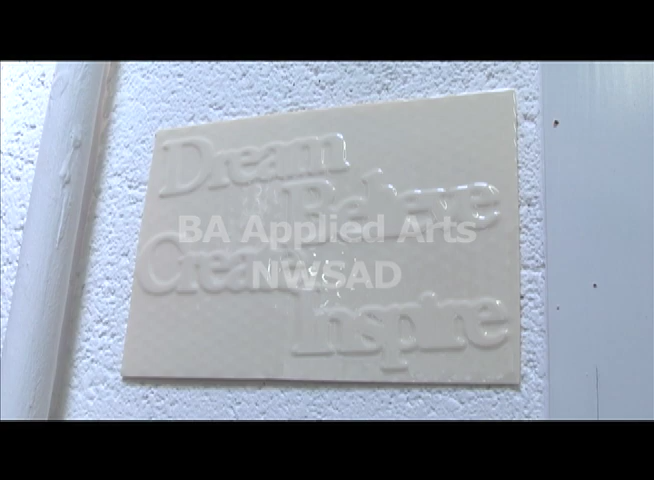 Dream
Believe
BA Applied Arts
Create
NWSAD
Inspire